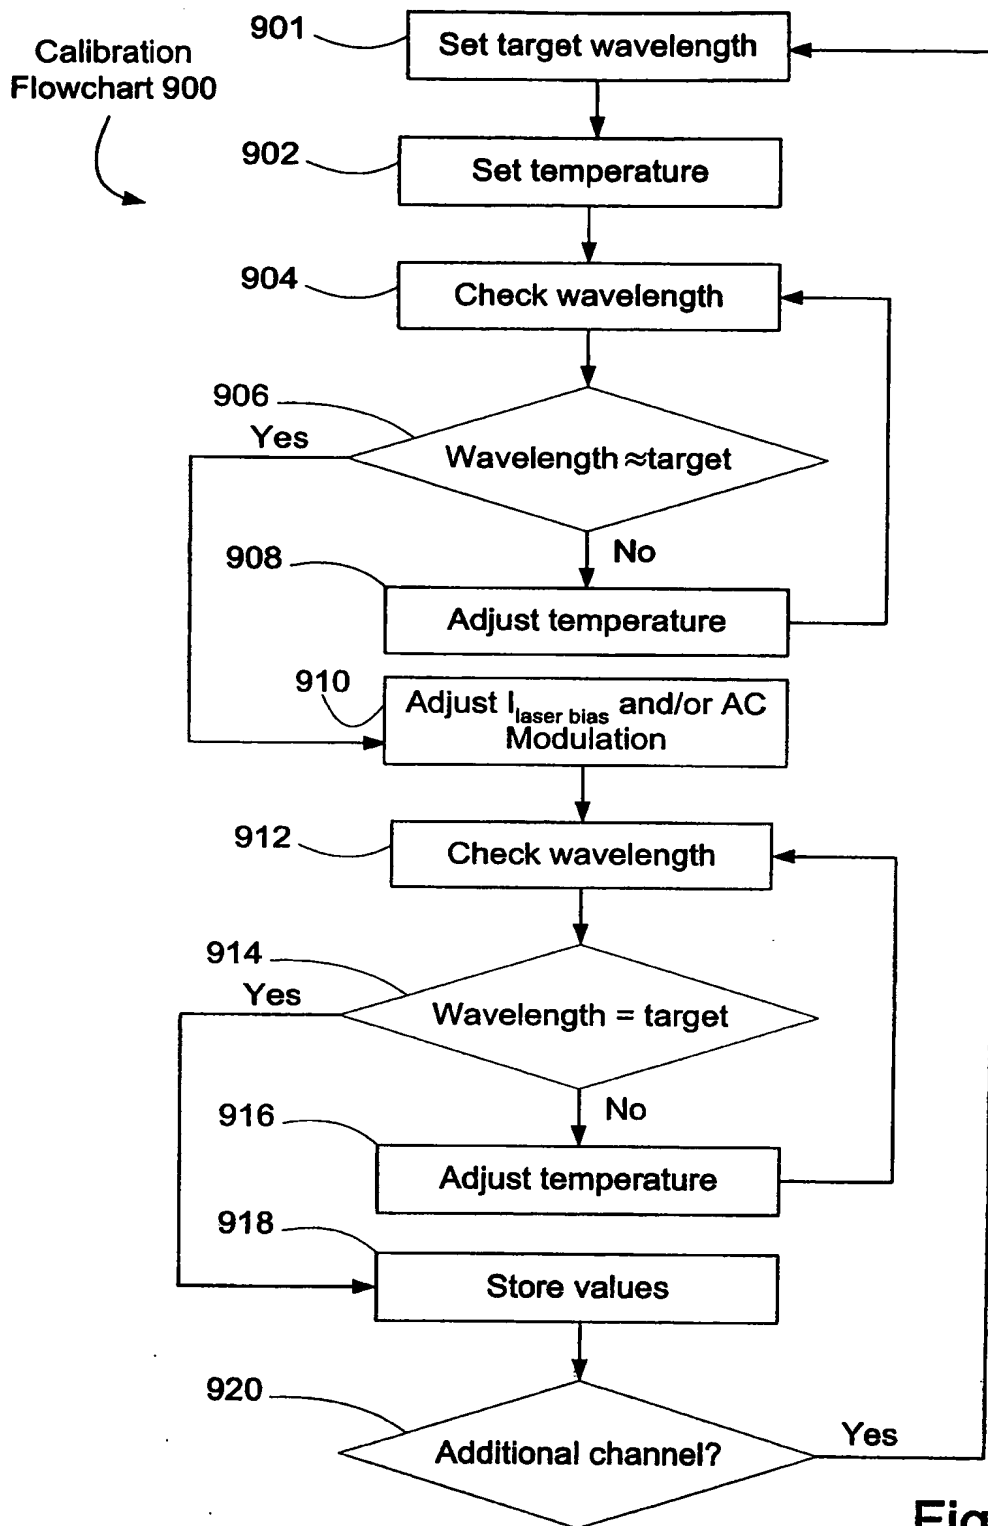 Calibration
Flowchart 900
901
Set target wavelength
902
Set temperature
904
Check wavelength
906
Yes
Wavelength ≈target
No
908
Adjust temperature
910
Adjust I laser bias and/or AC
Modulation
912
Check wavelength
914
Yes
Wavelength = target
No
916
Adjust temperature
918
Store values
920
Additional channel?
Yes
Fig